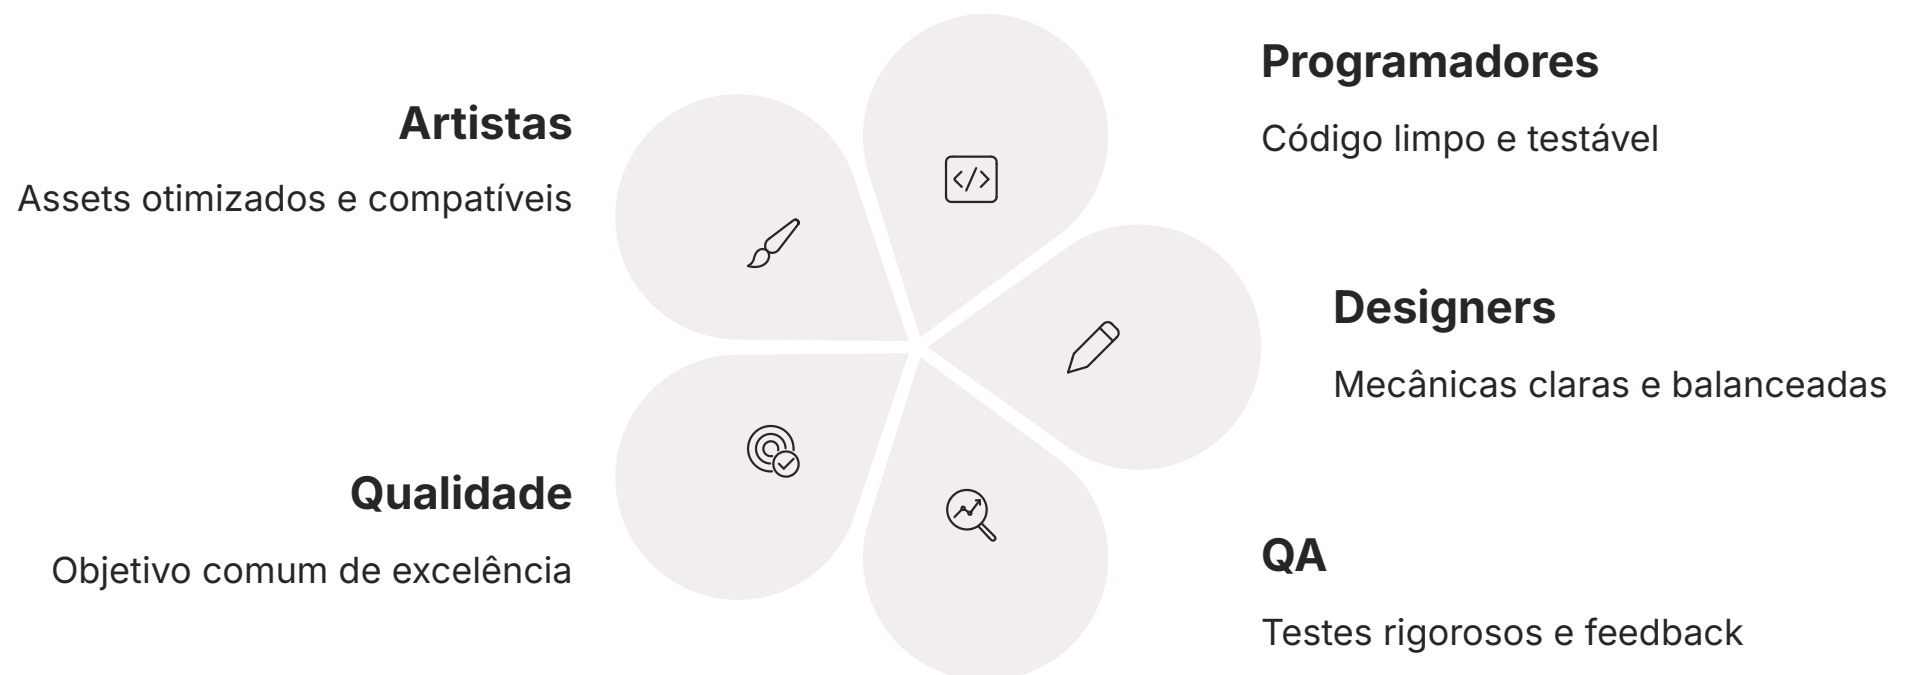 Programadores
Código limpo e testável
Artistas
Assets otimizados e compatíveis
Designers
Mecânicas claras e balanceadas
Qualidade
Objetivo comum de excelência
QA
Testes rigorosos e feedback